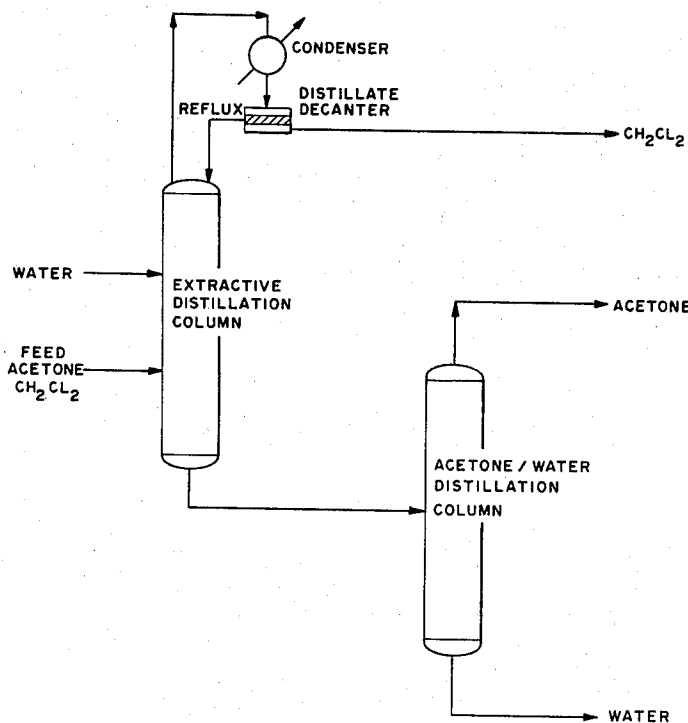 CONDENSER
DISTILLATE
DECANTER
REFLUX
CH₂CL₂
WATER
EXTRACTIVE
DISTILLATION
COLUMN
FEED
ACETONE
CH₂CL₂
ACETONE
ACETONE / WATER
DISTILLATION
COLUMN
WATER